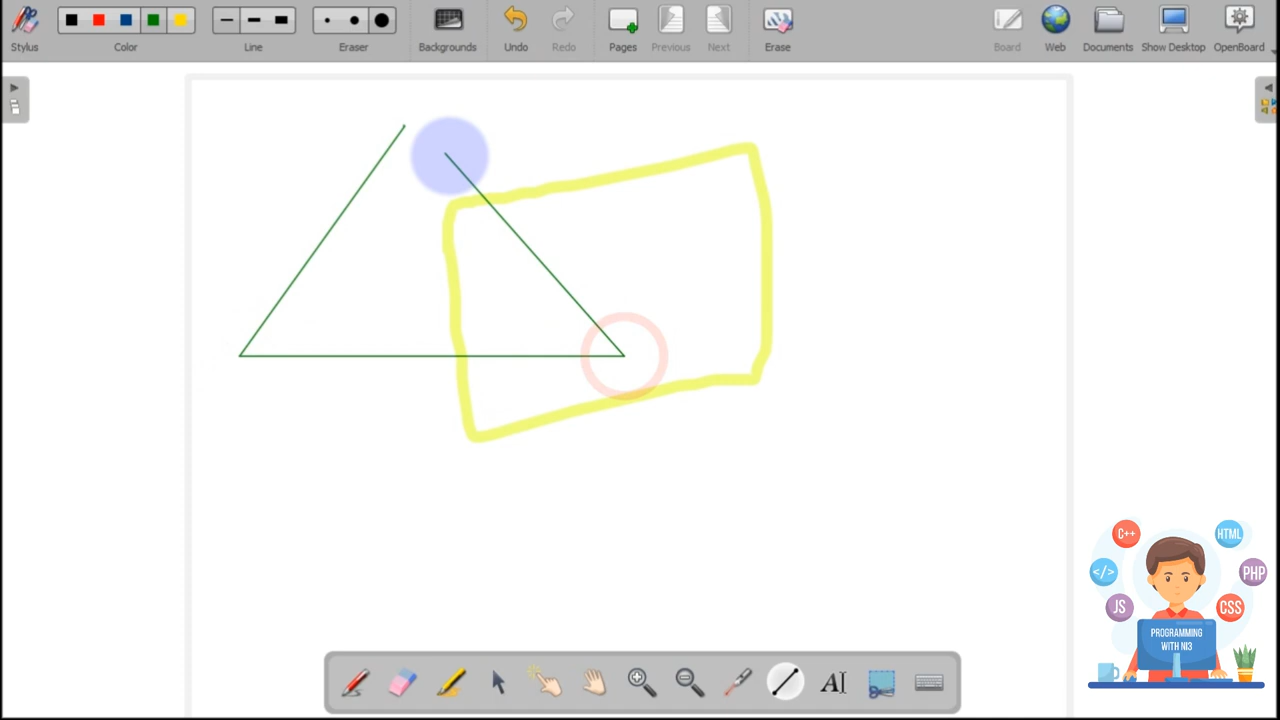 Stylus
Color
Line
Eraser
Backgrounds
Undo
Redo
Pages
Previous
Next
Erase
Board
Web
Documents
Show Desktop
OpenBoard
AI
C++
HTML
</>
PHP
JS
CSS
PROGRAMMING
WITH NI3